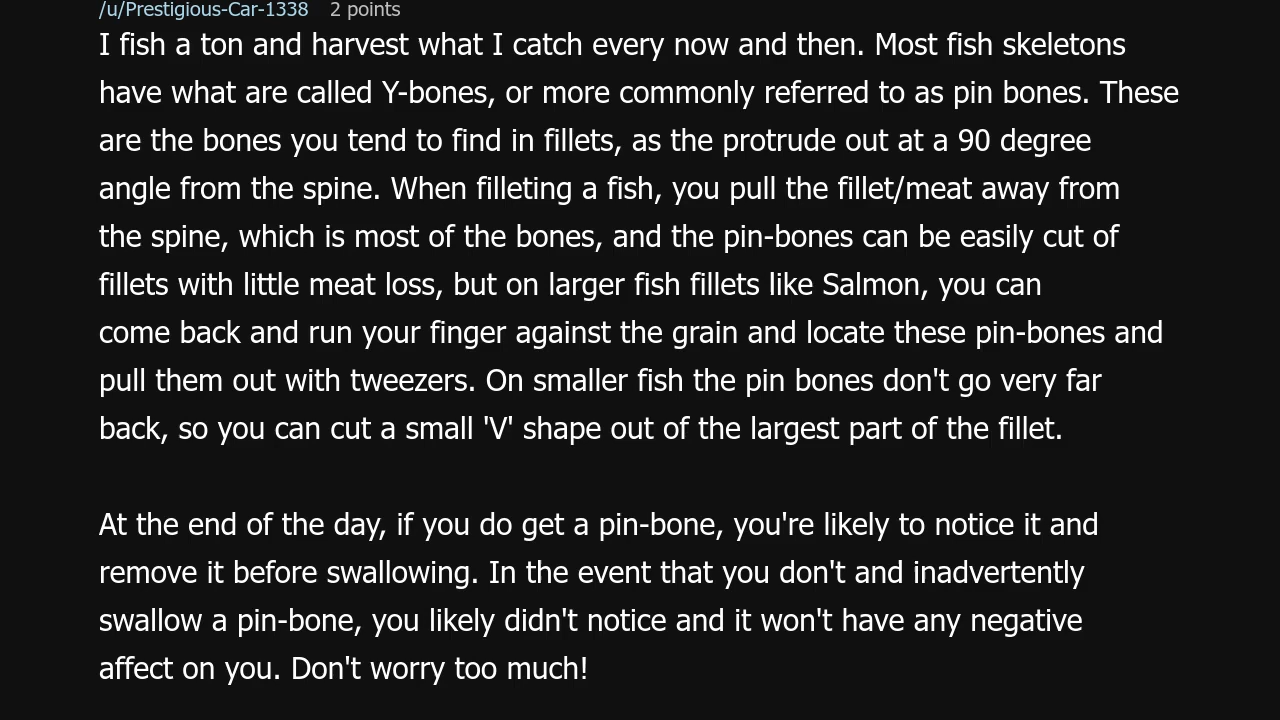 /u/Prestigious-Car-1338 2 points
I fish a ton and harvest what I catch every now and then. Most fish skeletons
have what are called Y-bones, or more commonly referred to as pin bones. These
are the bones you tend to find in fillets, as the protrude out at a 90 degree
angle from the spine. When filleting a fish, you pull the fillet/meat away from
the spine, which is most of the bones, and the pin-bones can be easily cut of
fillets with little meat loss, but on larger fish fillets like Salmon, you can
come back and run your finger against the grain and locate these pin-bones and
pull them out with tweezers. On smaller fish the pin bones don't go very far
back, so you can cut a small 'V' shape out of the largest part of the fillet.
At the end of the day, if you do get a pin-bone, you're likely to notice it and
remove it before swallowing. In the event that you don't and inadvertently
swallow a pin-bone, you likely didn't notice and it won't have any negative
affect on you. Don't worry too much!